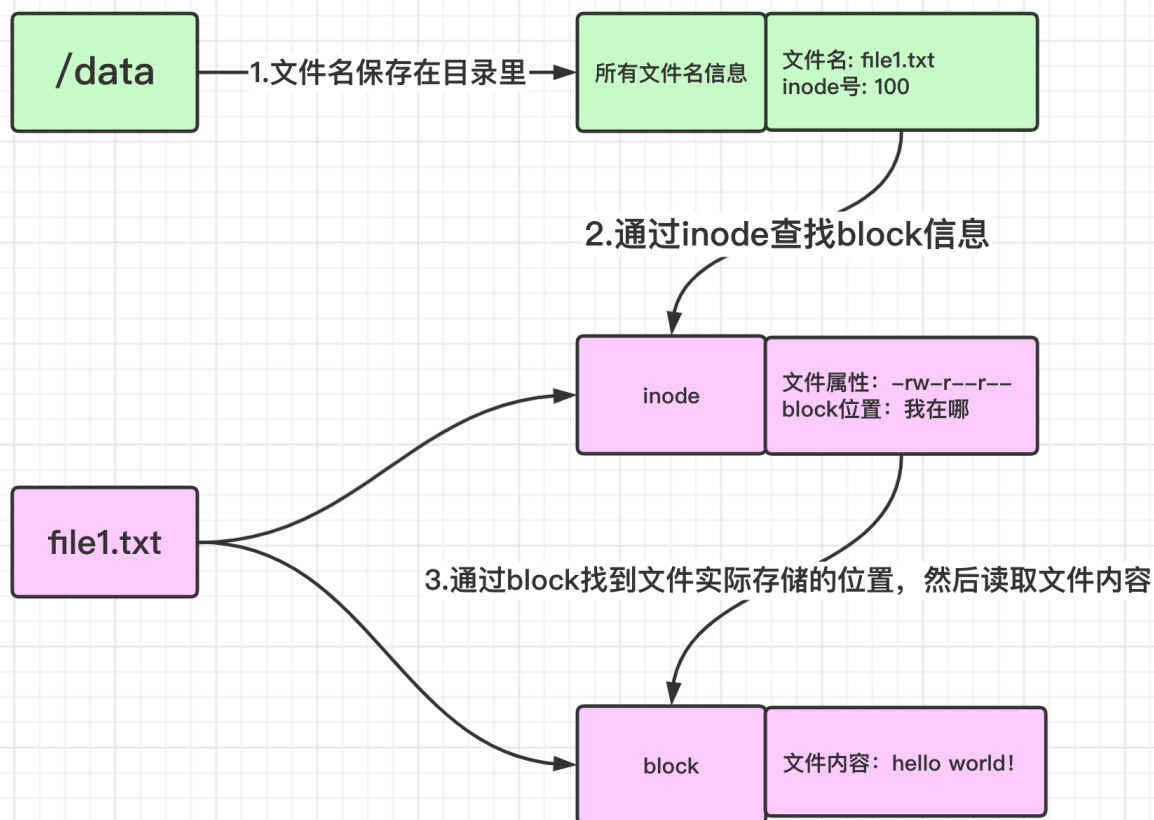 /data
1.文件名保存在目录里
所有文件名信息
文件名: file1.txt
inode号: 100
2.通过inode查找block信息
inode
文件属性：-rw-r--r--
block位置：我在哪
file1.txt
3.通过block找到文件实际存储的位置，然后读取文件内容
block
文件内容：hello world！